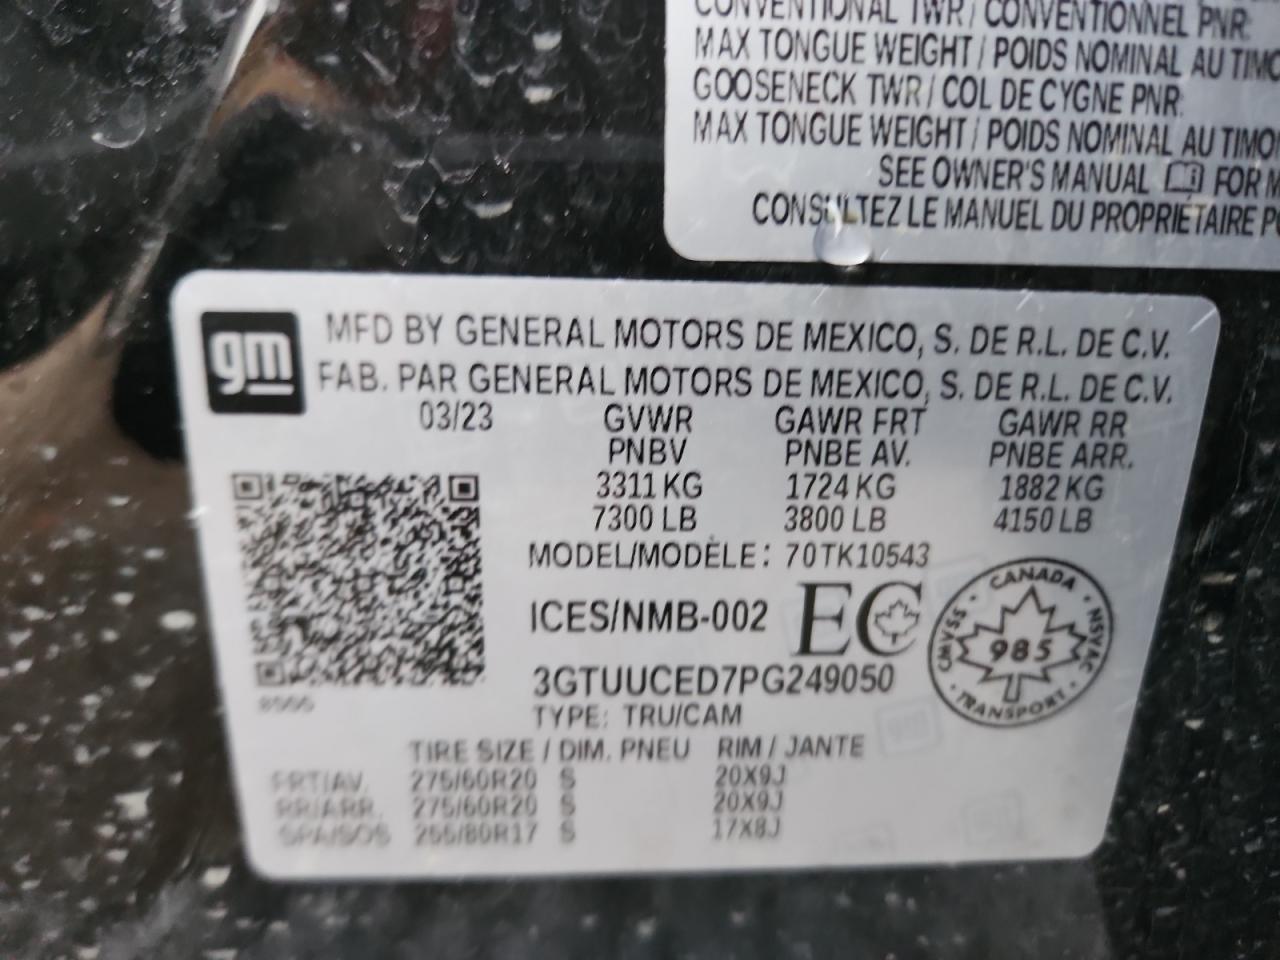 CONVENTIONAL TWR / CONVENTIONNEL PNR:
MAX TONGUE WEIGHT / POIDS NOMINAL AU TIMO
GOOSENECK TWR / COL DE CYGNE PNR:
MAX TONGUE WEIGHT / POIDS NOMINAL AU TIMO
SEE OWNER'S MANUAL FOR M
CONSULTEZ LE MANUEL DU PROPRIÉTAIRE P
gm
MFD BY GENERAL MOTORS DE MEXICO, S. DE R.L. DE C.V.
FAB. PAR GENERAL MOTORS DE MEXICO, S. DE R.L. DE C.V.
03/23 GVWR GAWR FRT GAWR RR
PNBV PNBE AV. PNBE ARR.
3311 KG 1724 KG 1882 KG
7300 LB 3800 LB 4150 LB
MODEL/MODÈLE: 70TK10543
ICES/NMB-002 EC
CANADA
CMVSS NSVAC
985
TRANSPORT
3GTUUCED7PG249050
TYPE: TRU/CAM
TIRE SIZE / DIM. PNEU RIM / JANTE
FRT/AV. 275/60R20 S 20X9J
RR/ARR. 275/60R20 S 20X9J
SPA/SOS 255/80R17 S 17X8J